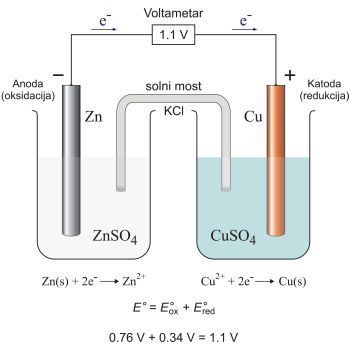 Voltametar
e⁻ 1.1 V e⁻
Anoda
(oksidacija)
−
solni most
+
Katoda
(redukcija)
Zn
KCl
Cu
ZnSO₄
CuSO₄
Zn(s) + 2e⁻ ⟶ Zn²⁺
Cu²⁺ + 2e⁻ ⟶ Cu(s)
E° = E°ox + E°red
0.76 V + 0.34 V = 1.1 V